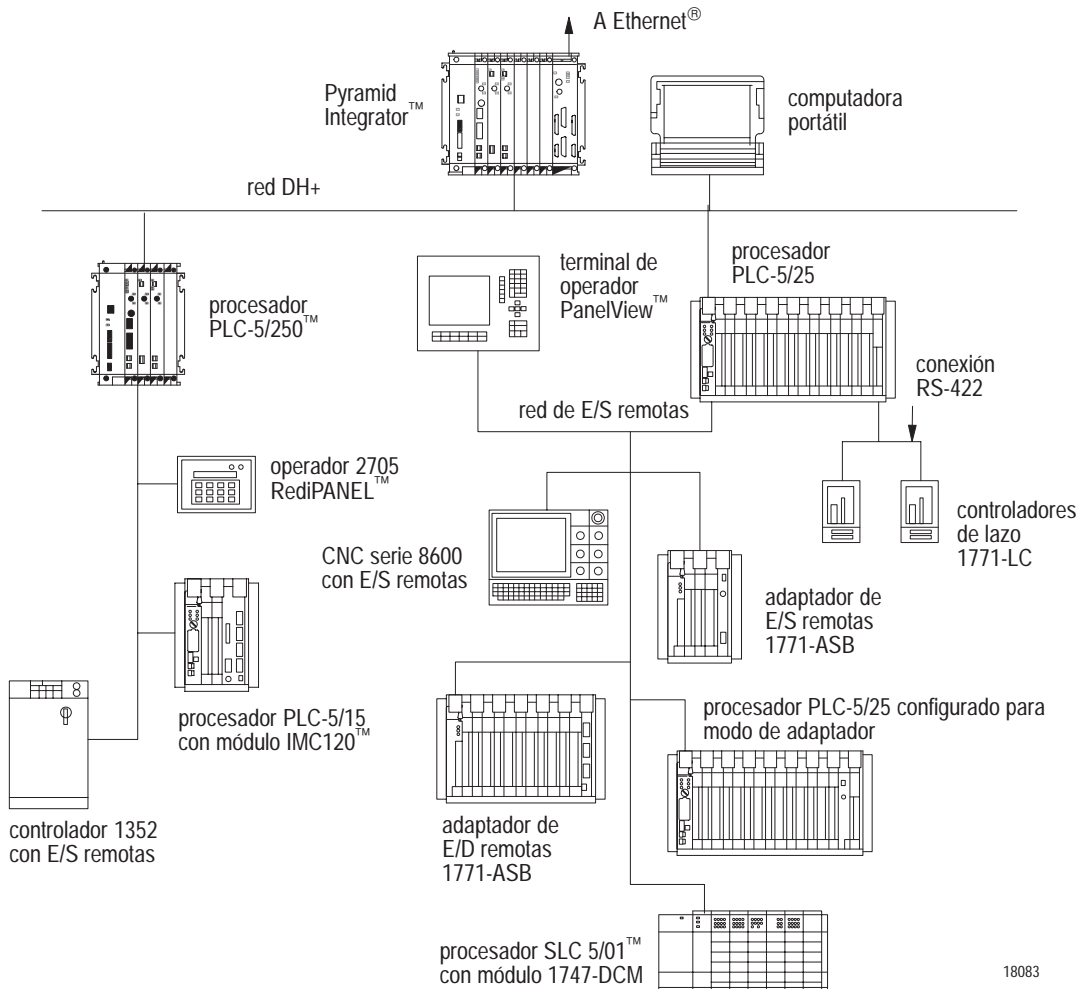 A Ethernet®
Pyramid
Integrator™
computadora
portátil
red DH+
procesador
PLC-5/250™
terminal de
operador
PanelView™
procesador
PLC-5/25
conexión
RS-422
red de E/S remotas
operador 2705
RediPANEL™
CNC serie 8600
con E/S remotas
controladores
de lazo
1771-LC
adaptador de
E/S remotas
1771-ASB
procesador PLC-5/15
con módulo IMC120™
procesador PLC-5/25 configurado para
modo de adaptador
controlador 1352
con E/S remotas
adaptador de
E/D remotas
1771-ASB
procesador SLC 5/01™
con módulo 1747-DCM
18083